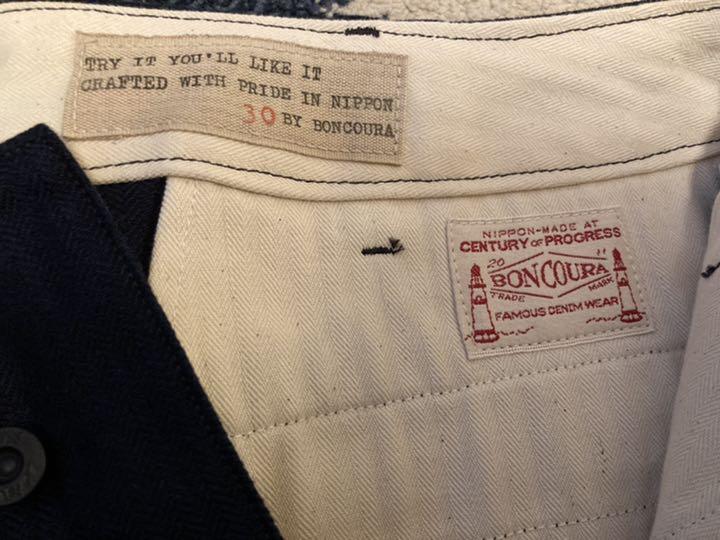 TRY IT YOU'LL LIKE IT
CRAFTED WITH PRIDE IN NIPPON
30 BY BONCOURA
NIPPON-MADE AT
CENTURY OF PROGRESS
20 11
BONCOURA
TRADE MARK
FAMOUS DENIM WEAR